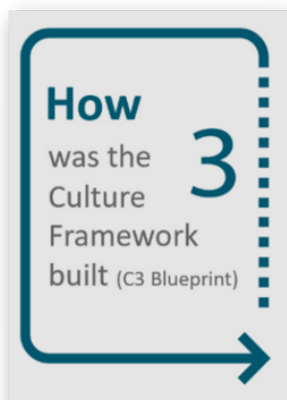 How
3
was the
Culture
Framework
built (C3 Blueprint)